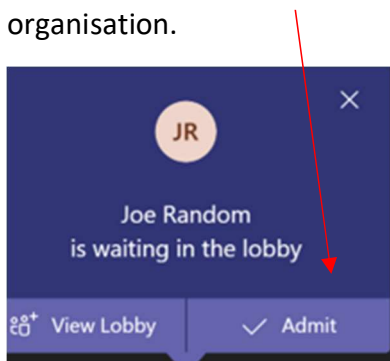 organisation.
JR
Joe Random
is waiting in the lobby
View Lobby
Admit